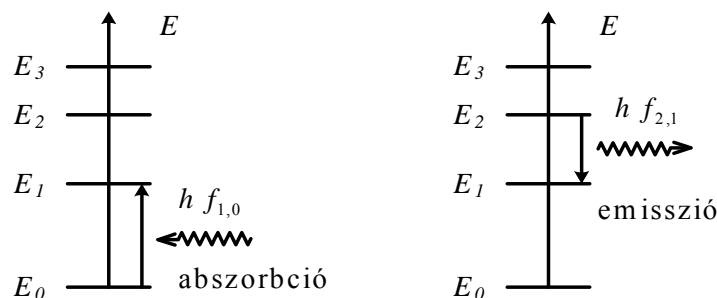 E
E₃
E₂
E₁
h f₁,₀
abszorbció
E₀
E
E₃
E₂
h f₂,₁
E₁
emisszió
E₀